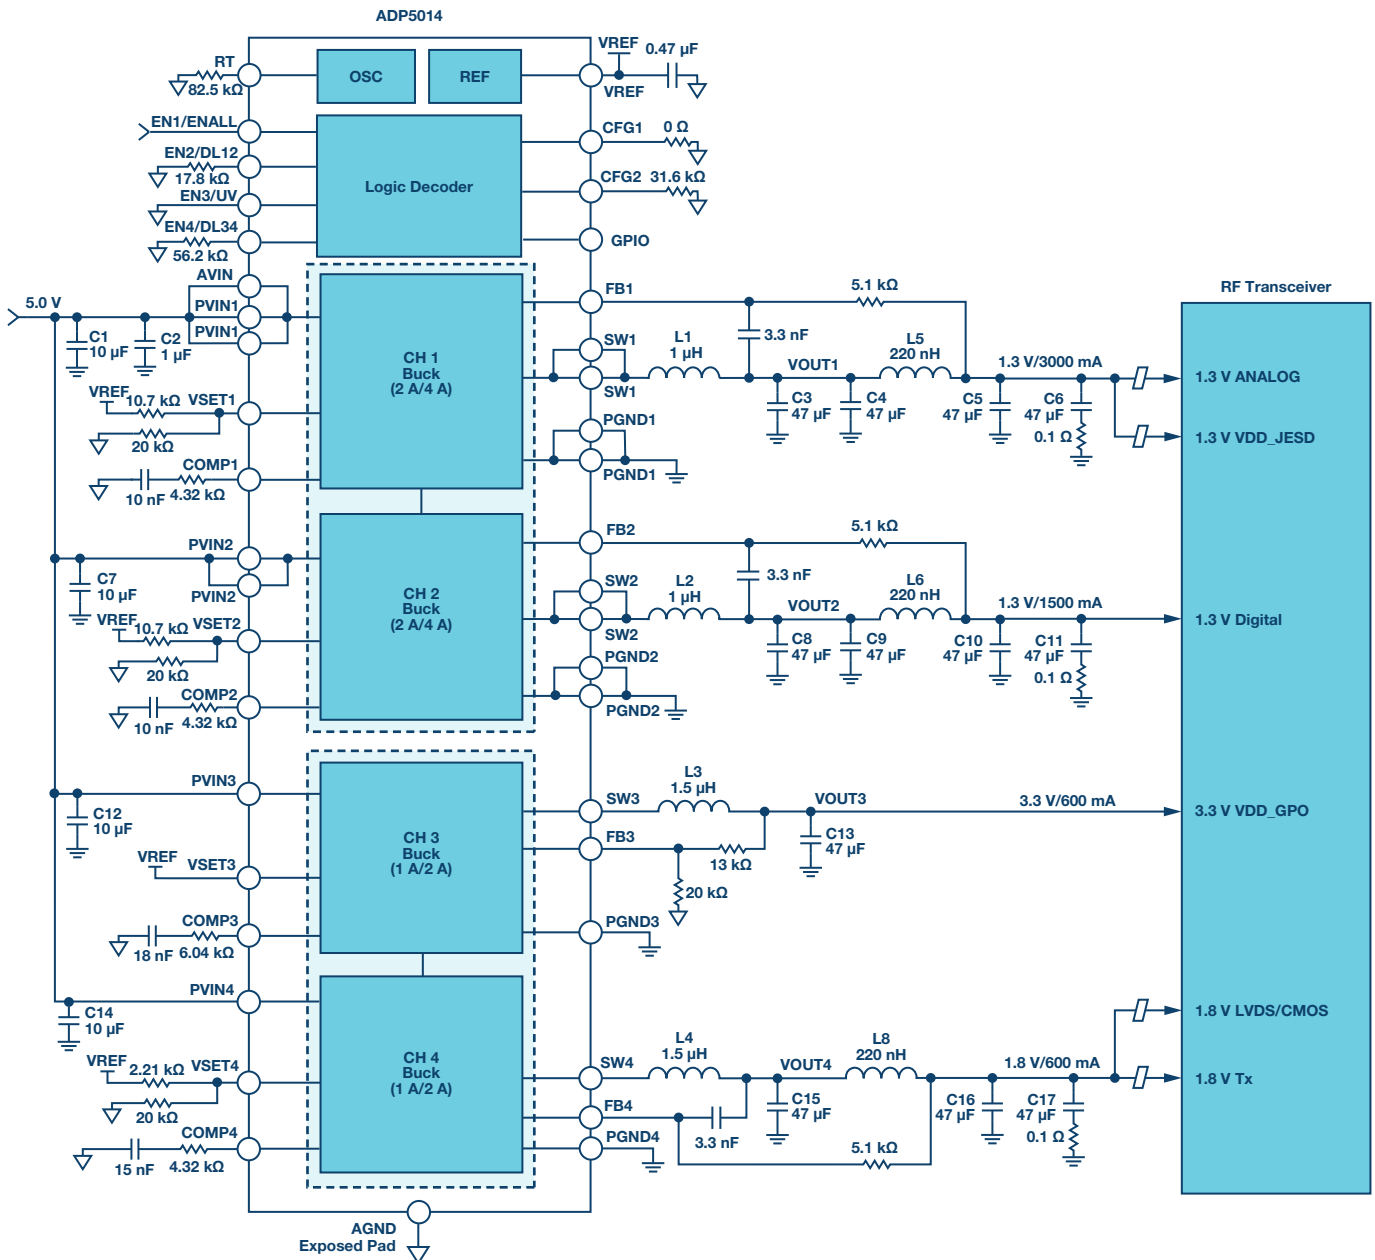 ADP5014
RT
82.5 kΩ
OSC
REF
VREF
0.47 µF
VREF
EN1/ENALL
EN2/DL12
17.8 kΩ
EN3/UV
EN4/DL34
56.2 kΩ
Logic Decoder
CFG1
0 Ω
CFG2
31.6 kΩ
GPIO
5.0 V
C1
10 µF
C2
1 µF
AVIN
PVIN1
PVIN1
VREF
10.7 kΩ
VSET1
20 kΩ
COMP1
10 nF
4.32 kΩ
CH 1
Buck
(2 A/4 A)
FB1
5.1 kΩ
3.3 nF
SW1
SW1
L1
1 µH
VOUT1
L5
220 nH
C3
47 µF
C4
47 µF
C5
47 µF
C6
47 µF
0.1 Ω
1.3 V/3000 mA
PGND1
PGND1
RF Transceiver
1.3 V ANALOG
1.3 V VDD_JESD
PVIN2
PVIN2
C7
10 µF
VREF
10.7 kΩ
VSET2
20 kΩ
COMP2
10 nF
4.32 kΩ
CH 2
Buck
(2 A/4 A)
FB2
5.1 kΩ
3.3 nF
SW2
SW2
L2
1 µH
VOUT2
L6
220 nH
C8
47 µF
C9
47 µF
C10
47 µF
C11
47 µF
0.1 Ω
1.3 V/1500 mA
1.3 V Digital
PGND2
PGND2
PVIN3
C12
10 µF
VREF
VSET3
COMP3
18 nF
6.04 kΩ
CH 3
Buck
(1 A/2 A)
SW3
L3
1.5 µH
VOUT3
3.3 V/600 mA
3.3 V VDD_GPO
FB3
13 kΩ
20 kΩ
C13
47 µF
PGND3
PVIN4
C14
10 µF
VREF
2.21 kΩ
VSET4
20 kΩ
COMP4
15 nF
4.32 kΩ
CH 4
Buck
(1 A/2 A)
SW4
L4
1.5 µH
VOUT4
L8
220 nH
1.8 V/600 mA
FB4
3.3 nF
5.1 kΩ
C15
47 µF
C16
47 µF
C17
47 µF
0.1 Ω
PGND4
1.8 V LVDS/CMOS
1.8 V Tx
AGND
Exposed Pad